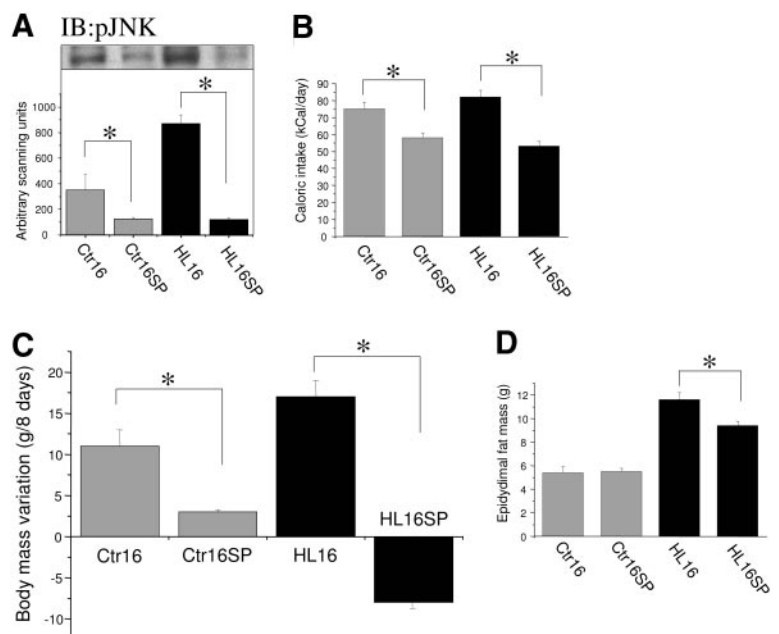 A IB:pJNK
*
*
Arbitrary scanning units
1000
800
600
400
200
0
Ctr16
Ctr16SP
HL16
HL16SP
B
*
*
Caloric intake (kCal/day)
90
80
70
60
50
40
30
20
10
0
Ctr16
Ctr16SP
HL16
HL16SP
C
*
*
Body mass variation (g/8 days)
20
15
10
5
0
-5
-10
Ctr16
Ctr16SP
HL16
HL16SP
D
*
Epidydimal fat mass (g)
12
10
8
6
4
2
0
Ctr16
Ctr16SP
HL16
HL16SP